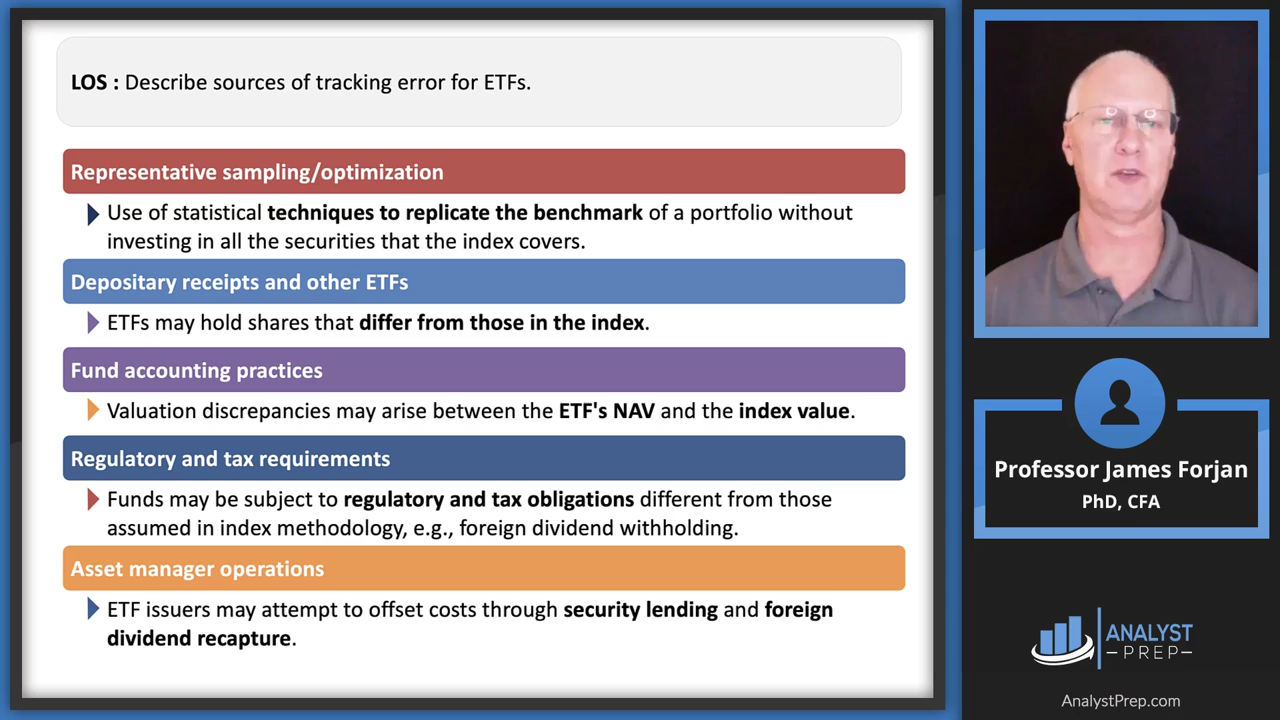 LOS : Describe sources of tracking error for ETFs.
Representative sampling/optimization
Use of statistical techniques to replicate the benchmark of a portfolio without
investing in all the securities that the index covers.
Depositary receipts and other ETFs
ETFs may hold shares that differ from those in the index.
Fund accounting practices
Valuation discrepancies may arise between the ETF's NAV and the index value.
Regulatory and tax requirements
Funds may be subject to regulatory and tax obligations different from those
assumed in index methodology, e.g., foreign dividend withholding.
Asset manager operations
ETF issuers may attempt to offset costs through security lending and foreign
dividend recapture.
Professor James Forjan
PhD, CFA
ANALYST
PREP
AnalystPrep.com